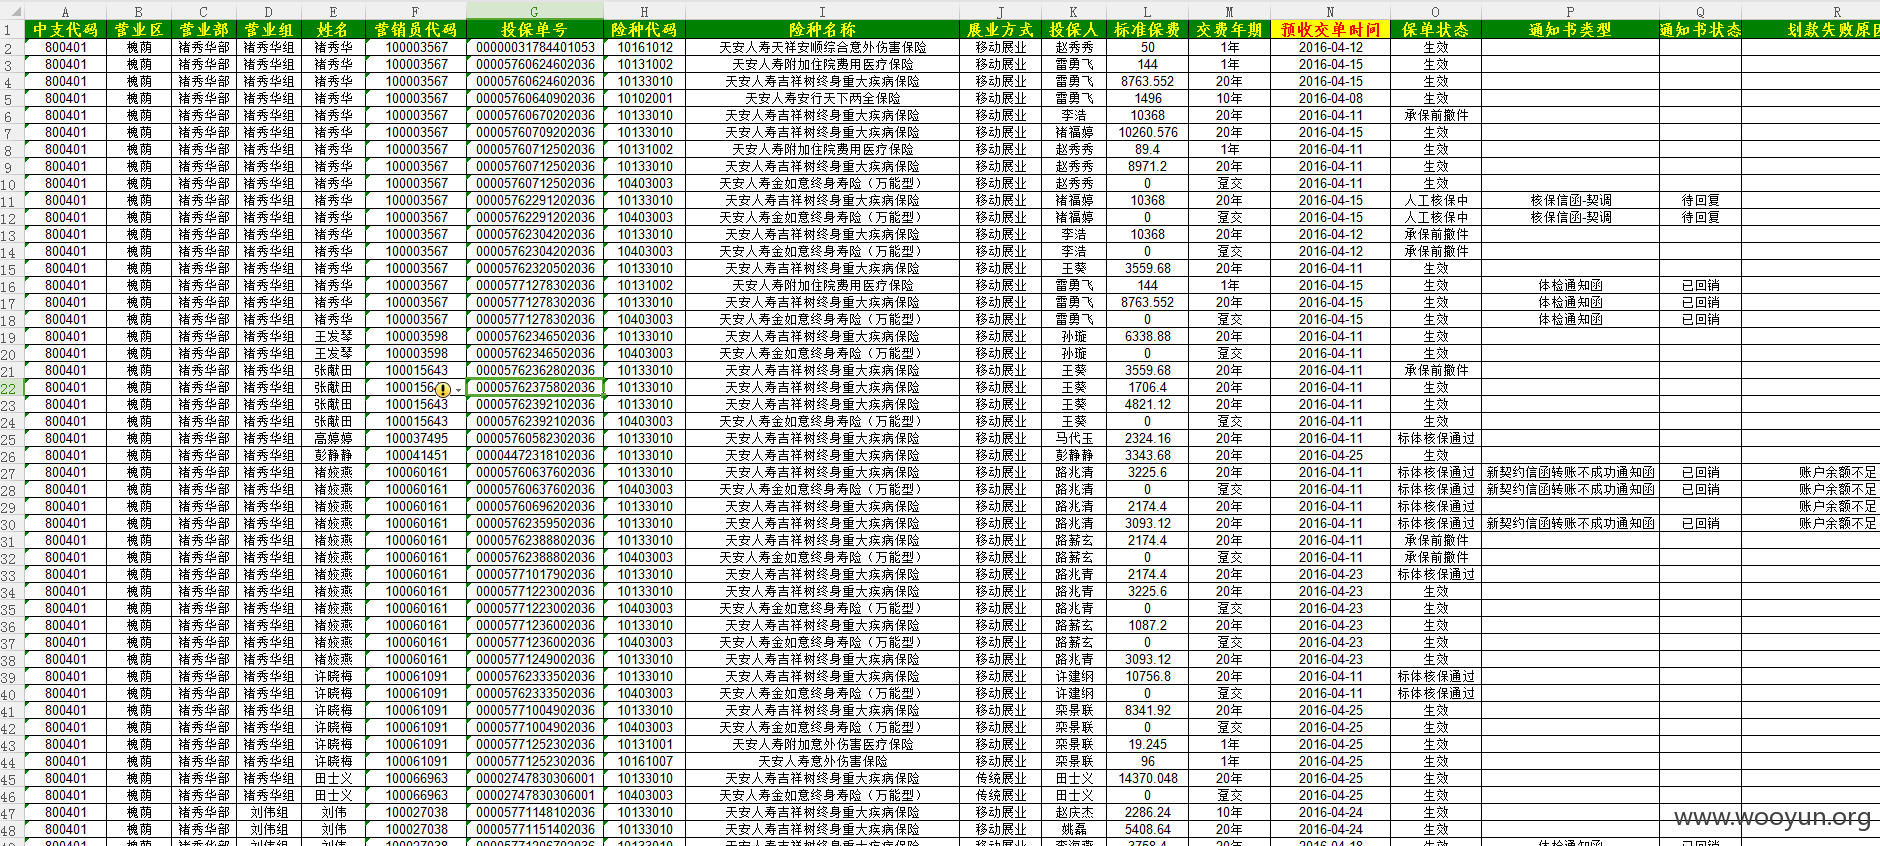 A B C D E F G H I J K L M N O P Q R
1 中支代码 营业区 营业部 营业组 姓名 营销员代码 投保单号 险种代码 险种名称 展业方式 投保人 标准保费 交费年期 预收交单时间 保单状态 通知书类型 通知书状态 划款失败原因
2 800401 槐荫 褚秀华部 褚秀华组 褚秀华 100003567 00000031784401053 10161012 天安人寿天祥安顺综合意外伤害保险 移动展业 赵秀秀 50 1年 2016-04-12 生效
3 800401 槐荫 褚秀华部 褚秀华组 褚秀华 100003567 00005760624602036 10131002 天安人寿附加住院费用医疗保险 移动展业 雷勇飞 144 1年 2016-04-15 生效
4 800401 槐荫 褚秀华部 褚秀华组 褚秀华 100003567 00005760624602036 10133010 天安人寿吉祥树终身重大疾病保险 移动展业 雷勇飞 8763.552 20年 2016-04-15 生效
5 800401 槐荫 褚秀华部 褚秀华组 褚秀华 100003567 00005760640902036 10102001 天安人寿安行天下两全保险 移动展业 雷勇飞 1496 10年 2016-04-08 生效
6 800401 槐荫 褚秀华部 褚秀华组 褚秀华 100003567 00005760670202036 10133010 天安人寿吉祥树终身重大疾病保险 移动展业 李浩 10368 20年 2016-04-11 承保前撤件
7 800401 槐荫 褚秀华部 褚秀华组 褚秀华 100003567 00005760709202036 10133010 天安人寿吉祥树终身重大疾病保险 移动展业 褚福婷 10260.576 20年 2016-04-15 生效
8 800401 槐荫 褚秀华部 褚秀华组 褚秀华 100003567 00005760712502036 10131002 天安人寿附加住院费用医疗保险 移动展业 赵秀秀 89.4 1年 2016-04-11 生效
9 800401 槐荫 褚秀华部 褚秀华组 褚秀华 100003567 00005760712502036 10133010 天安人寿吉祥树终身重大疾病保险 移动展业 赵秀秀 8971.2 20年 2016-04-11 生效
10 800401 槐荫 褚秀华部 褚秀华组 褚秀华 100003567 00005760712502036 10403003 天安人寿金如意终身寿险（万能型） 移动展业 赵秀秀 0 趸交 2016-04-11 生效
11 800401 槐荫 褚秀华部 褚秀华组 褚秀华 100003567 00005762291202036 10133010 天安人寿吉祥树终身重大疾病保险 移动展业 褚福婷 10368 20年 2016-04-15 人工核保中 核保信函-契调 待回复
12 800401 槐荫 褚秀华部 褚秀华组 褚秀华 100003567 00005762291202036 10403003 天安人寿金如意终身寿险（万能型） 移动展业 褚福婷 0 趸交 2016-04-15 人工核保中 核保信函-契调 待回复
13 800401 槐荫 褚秀华部 褚秀华组 褚秀华 100003567 00005762304202036 10133010 天安人寿吉祥树终身重大疾病保险 移动展业 李浩 10368 20年 2016-04-12 承保前撤件
14 800401 槐荫 褚秀华部 褚秀华组 褚秀华 100003567 00005762304202036 10403003 天安人寿金如意终身寿险（万能型） 移动展业 李浩 0 趸交 2016-04-12 承保前撤件
15 800401 槐荫 褚秀华部 褚秀华组 褚秀华 100003567 00005762320502036 10133010 天安人寿吉祥树终身重大疾病保险 移动展业 王葵 3559.68 20年 2016-04-11 生效
16 800401 槐荫 褚秀华部 褚秀华组 褚秀华 100003567 00005771278302036 10131002 天安人寿附加住院费用医疗保险 移动展业 雷勇飞 144 1年 2016-04-15 生效 体检通知函 已回销
17 800401 槐荫 褚秀华部 褚秀华组 褚秀华 100003567 00005771278302036 10133010 天安人寿吉祥树终身重大疾病保险 移动展业 雷勇飞 8763.552 20年 2016-04-15 生效 体检通知函 已回销
18 800401 槐荫 褚秀华部 褚秀华组 褚秀华 100003567 00005771278302036 10403003 天安人寿金如意终身寿险（万能型） 移动展业 雷勇飞 0 趸交 2016-04-15 生效 体检通知函 已回销
19 800401 槐荫 褚秀华部 褚秀华组 王发琴 100003598 00005762346502036 10133010 天安人寿吉祥树终身重大疾病保险 移动展业 孙璇 6338.88 20年 2016-04-11 生效
20 800401 槐荫 褚秀华部 褚秀华组 王发琴 100003598 00005762346502036 10403003 天安人寿金如意终身寿险（万能型） 移动展业 孙璇 0 趸交 2016-04-11 生效
21 800401 槐荫 褚秀华部 褚秀华组 张献田 100015643 00005762362802036 10133010 天安人寿吉祥树终身重大疾病保险 移动展业 王葵 3559.68 20年 2016-04-11 承保前撤件
22 800401 槐荫 褚秀华部 褚秀华组 张献田 1000156 00005762375802036 10133010 天安人寿吉祥树终身重大疾病保险 移动展业 王葵 1706.4 20年 2016-04-11 生效
23 800401 槐荫 褚秀华部 褚秀华组 张献田 100015643 00005762392102036 10133010 天安人寿吉祥树终身重大疾病保险 移动展业 王葵 4821.12 20年 2016-04-11 生效
24 800401 槐荫 褚秀华部 褚秀华组 张献田 100015643 00005762392102036 10403003 天安人寿金如意终身寿险（万能型） 移动展业 王葵 0 趸交 2016-04-11 生效
25 800401 槐荫 褚秀华部 褚秀华组 高婷婷 100037495 00005760582302036 10133010 天安人寿吉祥树终身重大疾病保险 移动展业 马代玉 2324.16 20年 2016-04-11 标体核保通过
26 800401 槐荫 褚秀华部 褚秀华组 彭静静 100041451 00004472318102036 10133010 天安人寿吉祥树终身重大疾病保险 移动展业 彭静静 3343.68 20年 2016-04-25 生效
27 800401 槐荫 褚秀华部 褚秀华组 褚姣燕 100060161 00005760637602036 10133010 天安人寿吉祥树终身重大疾病保险 移动展业 路兆清 3225.6 20年 2016-04-11 标体核保通过 新契约信函转账不成功通知函 已回销 账户余额不足
28 800401 槐荫 褚秀华部 褚秀华组 褚姣燕 100060161 00005760637602036 10403003 天安人寿金如意终身寿险（万能型） 移动展业 路兆清 0 趸交 2016-04-11 标体核保通过 新契约信函转账不成功通知函 已回销 账户余额不足
29 800401 槐荫 褚秀华部 褚秀华组 褚姣燕 100060161 00005760696202036 10133010 天安人寿吉祥树终身重大疾病保险 移动展业 路兆清 2174.4 20年 2016-04-11 标体核保通过 账户余额不足
30 800401 槐荫 褚秀华部 褚秀华组 褚姣燕 100060161 00005762359502036 10133010 天安人寿吉祥树终身重大疾病保险 移动展业 路兆清 3093.12 20年 2016-04-11 标体核保通过 新契约信函转账不成功通知函 已回销 账户余额不足
31 800401 槐荫 褚秀华部 褚秀华组 褚姣燕 100060161 00005762388802036 10133010 天安人寿吉祥树终身重大疾病保险 移动展业 路薪玄 2174.4 20年 2016-04-11 承保前撤件
32 800401 槐荫 褚秀华部 褚秀华组 褚姣燕 100060161 00005762388802036 10403003 天安人寿金如意终身寿险（万能型） 移动展业 路薪玄 0 趸交 2016-04-11 承保前撤件
33 800401 槐荫 褚秀华部 褚秀华组 褚姣燕 100060161 00005771017902036 10133010 天安人寿吉祥树终身重大疾病保险 移动展业 路兆青 2174.4 20年 2016-04-23 标体核保通过
34 800401 槐荫 褚秀华部 褚秀华组 褚姣燕 100060161 00005771223002036 10133010 天安人寿吉祥树终身重大疾病保险 移动展业 路兆青 3225.6 20年 2016-04-23 生效
35 800401 槐荫 褚秀华部 褚秀华组 褚姣燕 100060161 00005771223002036 10403003 天安人寿金如意终身寿险（万能型） 移动展业 路兆青 0 趸交 2016-04-23 生效
36 800401 槐荫 褚秀华部 褚秀华组 褚姣燕 100060161 00005771236002036 10133010 天安人寿吉祥树终身重大疾病保险 移动展业 路薪玄 1087.2 20年 2016-04-23 生效
37 800401 槐荫 褚秀华部 褚秀华组 褚姣燕 100060161 00005771236002036 10403003 天安人寿金如意终身寿险（万能型） 移动展业 路薪玄 0 趸交 2016-04-23 生效
38 800401 槐荫 褚秀华部 褚秀华组 褚姣燕 100060161 00005771249002036 10133010 天安人寿吉祥树终身重大疾病保险 移动展业 路兆青 3093.12 20年 2016-04-23 生效
39 800401 槐荫 褚秀华部 褚秀华组 许晓梅 100061091 00005762333502036 10133010 天安人寿吉祥树终身重大疾病保险 移动展业 许建纲 10756.8 20年 2016-04-11 标体核保通过
40 800401 槐荫 褚秀华部 褚秀华组 许晓梅 100061091 00005762333502036 10403003 天安人寿金如意终身寿险（万能型） 移动展业 许建纲 0 趸交 2016-04-11 标体核保通过
41 800401 槐荫 褚秀华部 褚秀华组 许晓梅 100061091 00005771004902036 10133010 天安人寿吉祥树终身重大疾病保险 移动展业 栾景联 8341.92 20年 2016-04-25 生效
42 800401 槐荫 褚秀华部 褚秀华组 许晓梅 100061091 00005771004902036 10403003 天安人寿金如意终身寿险（万能型） 移动展业 栾景联 0 趸交 2016-04-25 生效
43 800401 槐荫 褚秀华部 褚秀华组 许晓梅 100061091 00005771252302036 10131001 天安人寿附加意外伤害医疗保险 移动展业 栾景联 19.245 1年 2016-04-25 生效
44 800401 槐荫 褚秀华部 褚秀华组 许晓梅 100061091 00005771252302036 10161007 天安人寿意外伤害保险 移动展业 栾景联 96 1年 2016-04-25 生效
45 800401 槐荫 褚秀华部 褚秀华组 田士义 100066963 00002747830306001 10133010 天安人寿吉祥树终身重大疾病保险 传统展业 田士义 14370.048 20年 2016-04-25 生效
46 800401 槐荫 褚秀华部 褚秀华组 田士义 100066963 00002747830306001 10403003 天安人寿金如意终身寿险（万能型） 传统展业 田士义 0 趸交 2016-04-25 生效
47 800401 槐荫 褚秀华部 刘伟组 刘伟 100027038 00005771148102036 10133010 天安人寿吉祥树终身重大疾病保险 移动展业 赵庆杰 2286.24 10年 2016-04-24 生效
48 800401 槐荫 褚秀华部 刘伟组 刘伟 100027038 00005771151402036 10133010 天安人寿吉祥树终身重大疾病保险 移动展业 姚磊 5408.64 20年 2016-04-24 生效
www.wooyun.org